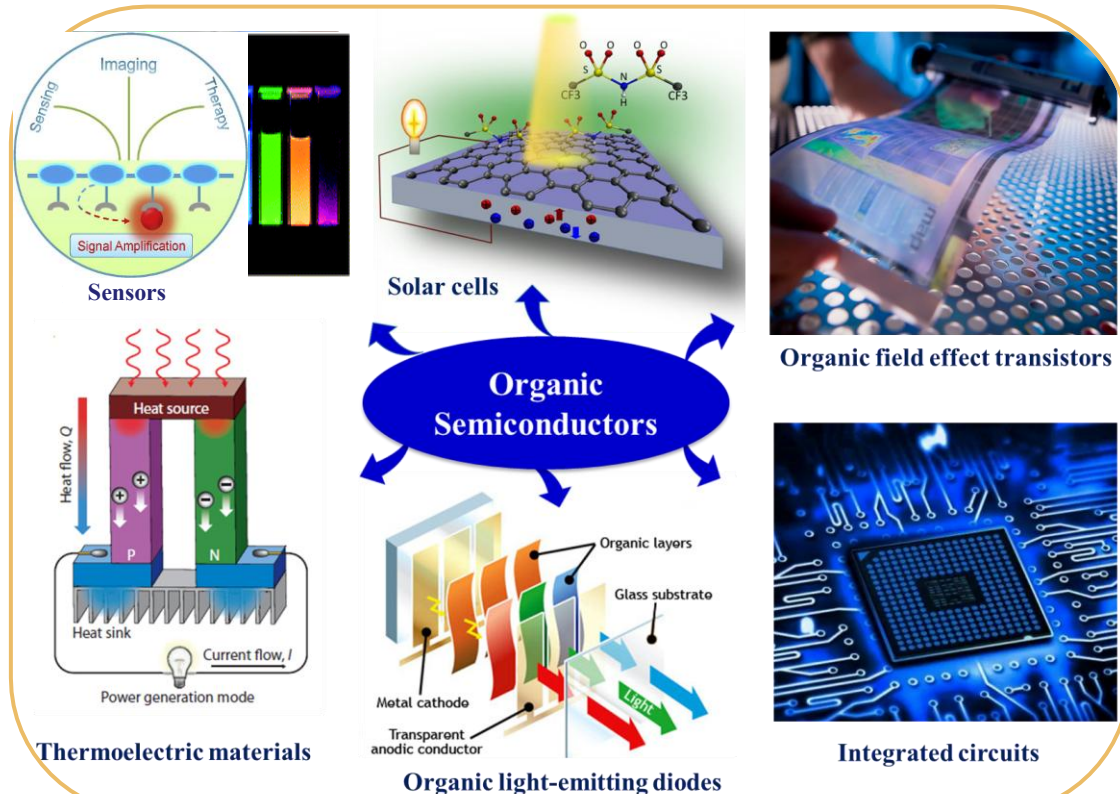 Sensing
Imaging
Therapy
Signal Amplification
Sensors
O O O O
S N S
CF3 H CF3
Solar cells
Organic field effect transistors
Organic
Semiconductors
Heat source
Heat flow, Q
+ +
− −
P N
Heat sink
Current flow, I
Power generation mode
Thermoelectric materials
Organic layers
Glass substrate
Metal cathode
Transparent
anodic conductor
Light
Organic light-emitting diodes
Integrated circuits